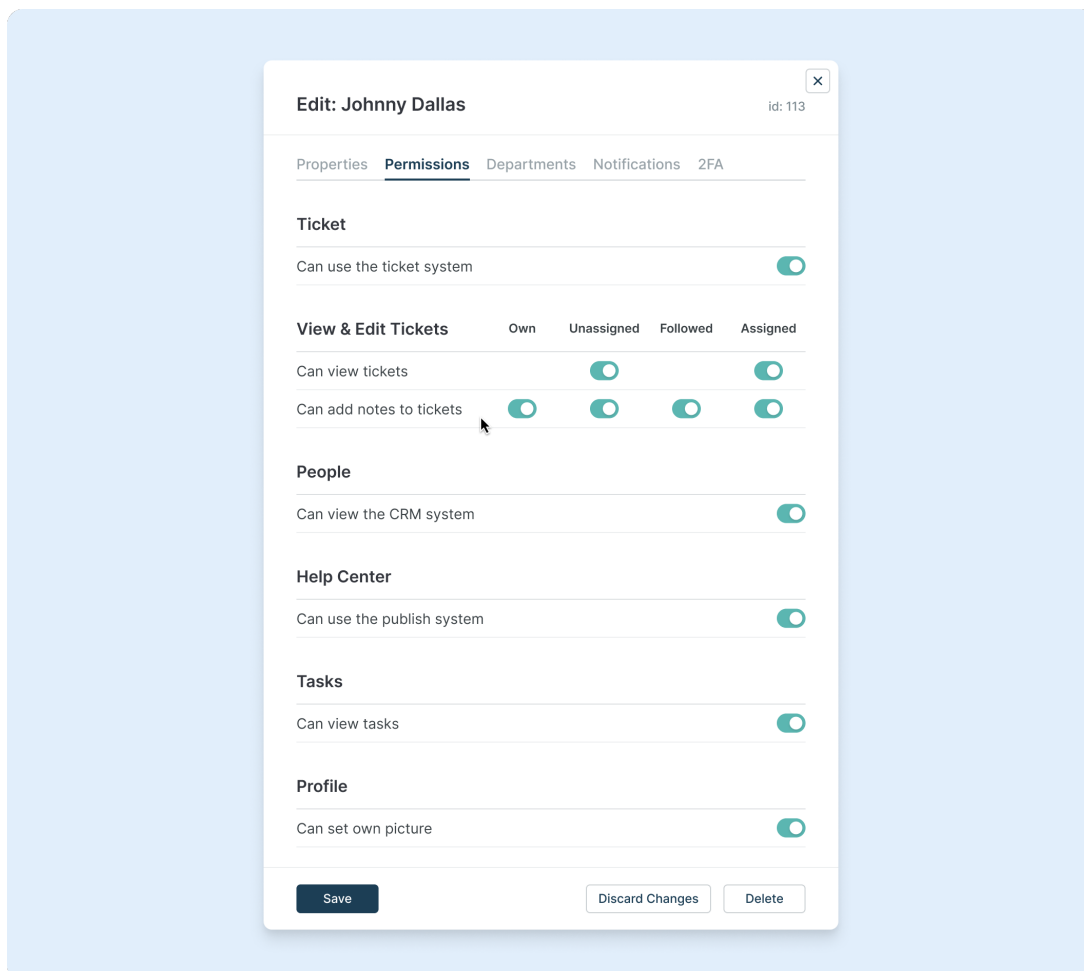 Edit: Johnny Dallas
id: 113
Properties Permissions Departments Notifications 2FA
Ticket
Can use the ticket system
View & Edit Tickets Own Unassigned Followed Assigned
Can view tickets
Can add notes to tickets
People
Can view the CRM system
Help Center
Can use the publish system
Tasks
Can view tasks
Profile
Can set own picture
Save Discard Changes Delete